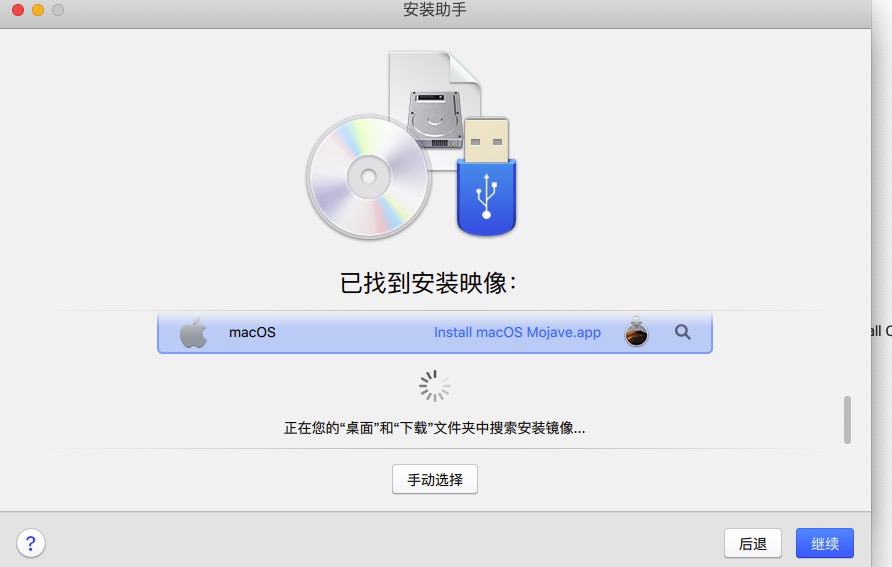 安装助手
已找到安装映像：
macOS Install macOS Mojave.app
正在您的“桌面”和“下载”文件夹中搜索安装镜像...
手动选择
?
后退 继续